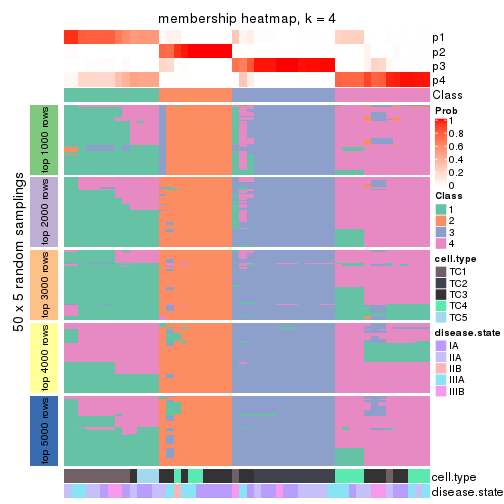 membership heatmap, k = 4
p1
p2
p3
p4
Class
50 x 5 random samplings
top 1000 rows
top 2000 rows
top 3000 rows
top 4000 rows
top 5000 rows
cell.type
disease.state
Prob
1
0.8
0.6
0.4
0.2
0
Class
1
2
3
4
cell.type
TC1
TC2
TC3
TC4
TC5
disease.state
IA
IIA
IIB
IIIA
IIIB